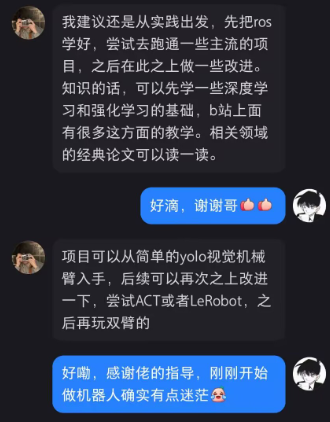 我建议还是从实践出发，先把ros
学好，尝试去跑通一些主流的项
目，之后在此之上做一些改进。
知识的话，可以先学一些深度学
习和强化学习的基础，b站上面
有很多这方面的教学。相关领域
的经典论文可以读一读。
好滴，谢谢哥👍🏻👍🏻
项目可以从简单的yolo视觉机械
臂入手，后续可以再次之上改进
一下，尝试ACT或者LeRobot，之
后再玩双臂的
好嘞，感谢佬的指导，刚刚开始
做机器人确实有点迷茫😭